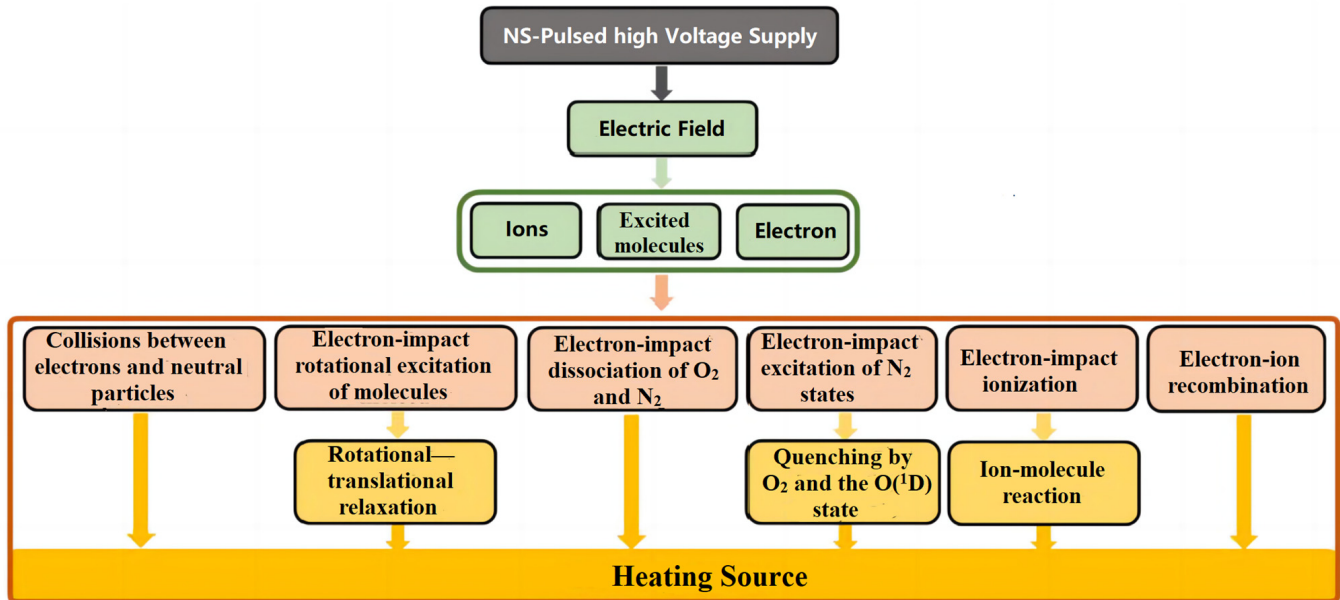 NS-Pulsed high Voltage Supply
Electric Field
Ions
Excited
molecules
Electron
Collisions between
electrons and neutral
particles
Electron-impact
rotational excitation
of molecules
Electron-impact
dissociation of O₂
and N₂
Electron-impact
excitation of N₂
states
Electron-impact
ionization
Electron-ion
recombination
Rotational—
translational
relaxation
Quenching by
O₂ and the O(¹D)
state
Ion-molecule
reaction
Heating Source